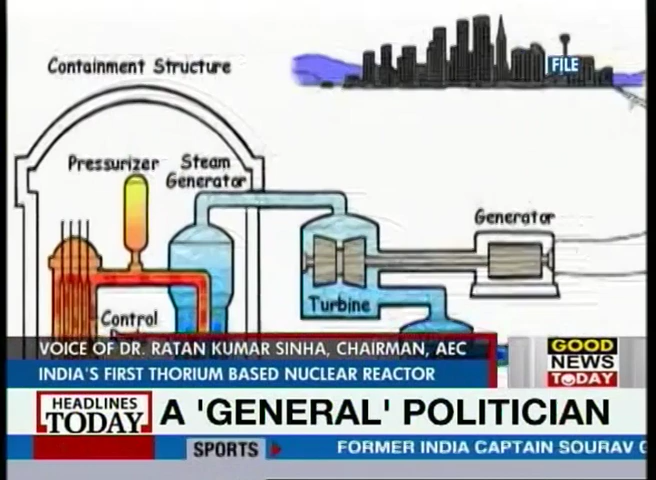 Containment Structure
FILE
Pressurizer
Steam
Generator
Generator
Turbine
Control
VOICE OF DR. RATAN KUMAR SINHA, CHAIRMAN, AEC
INDIA'S FIRST THORIUM BASED NUCLEAR REACTOR
GOOD
NEWS
TODAY
HEADLINES
TODAY
A 'GENERAL' POLITICIAN
SPORTS
FORMER INDIA CAPTAIN SOURAV G